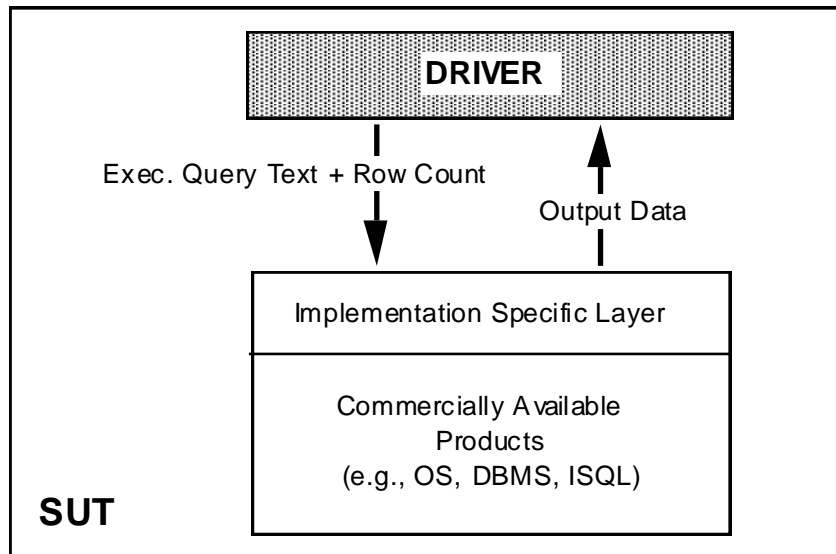 DRIVER
Exec. Query Text + Row Count
Output Data
Implementation Specific Layer
Commercially Available
Products
(e.g., OS, DBMS, ISQL)
SUT